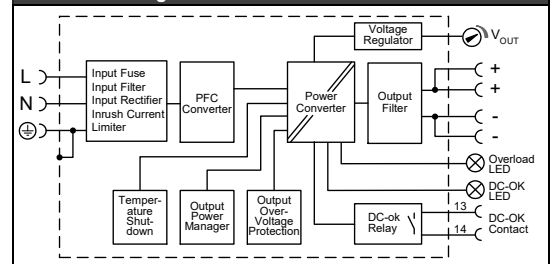 Voltage
Regulator
VOUT
L
N
Input Fuse
Input Filter
Input Rectifier
Inrush Current
Limiter
PFC
Converter
Power
Converter
Output
Filter
+
+
-
-
Overload
LED
DC-OK
LED
Temper-
ature
Shut-
down
Output
Power
Manager
Output
Over-
Voltage
Protection
DC-ok
Relay
13
14
DC-OK
Contact